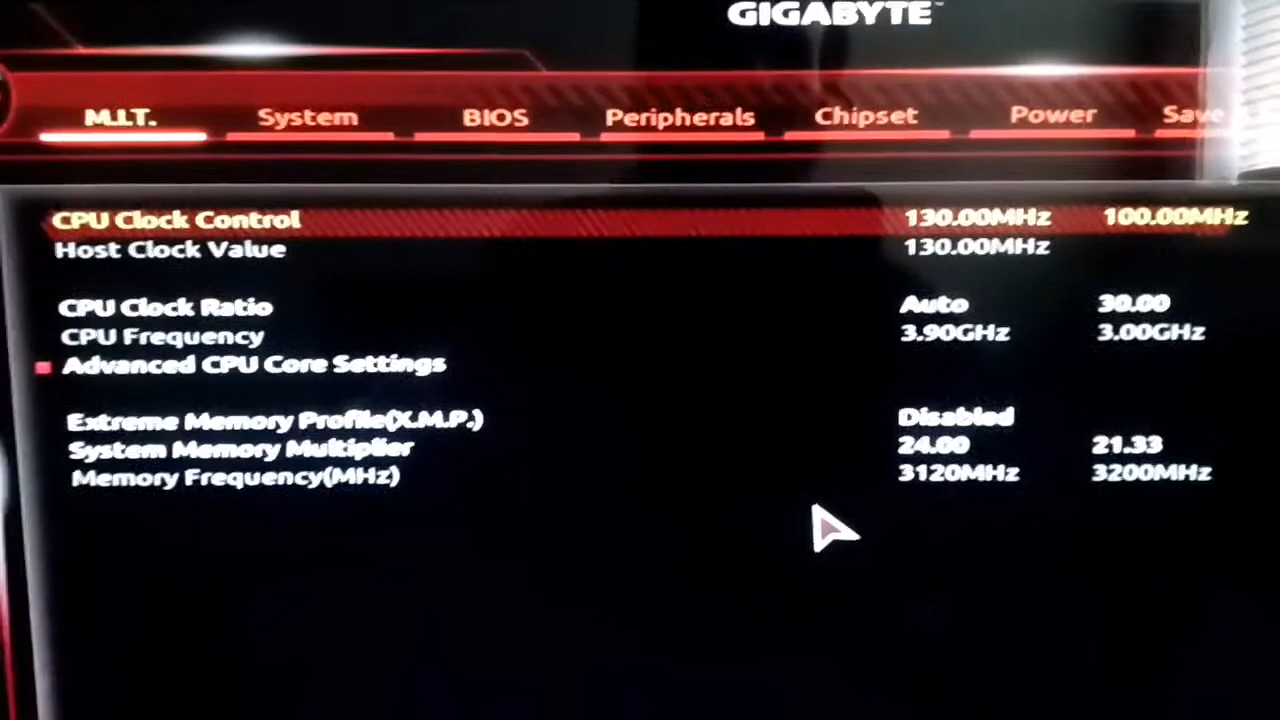 GIGABYTE™
M.I.T. System BIOS Peripherals Chipset Power Save
CPU Clock Control 130.00MHz 100.00MHz
Host Clock Value 130.00MHz
CPU Clock Ratio Auto 30.00
CPU Frequency 3.90GHz 3.00GHz
Advanced CPU Core Settings
Extreme Memory Profile(X.M.P.) Disabled
System Memory Multiplier 24.00 21.33
Memory Frequency(MHz) 3120MHz 3200MHz